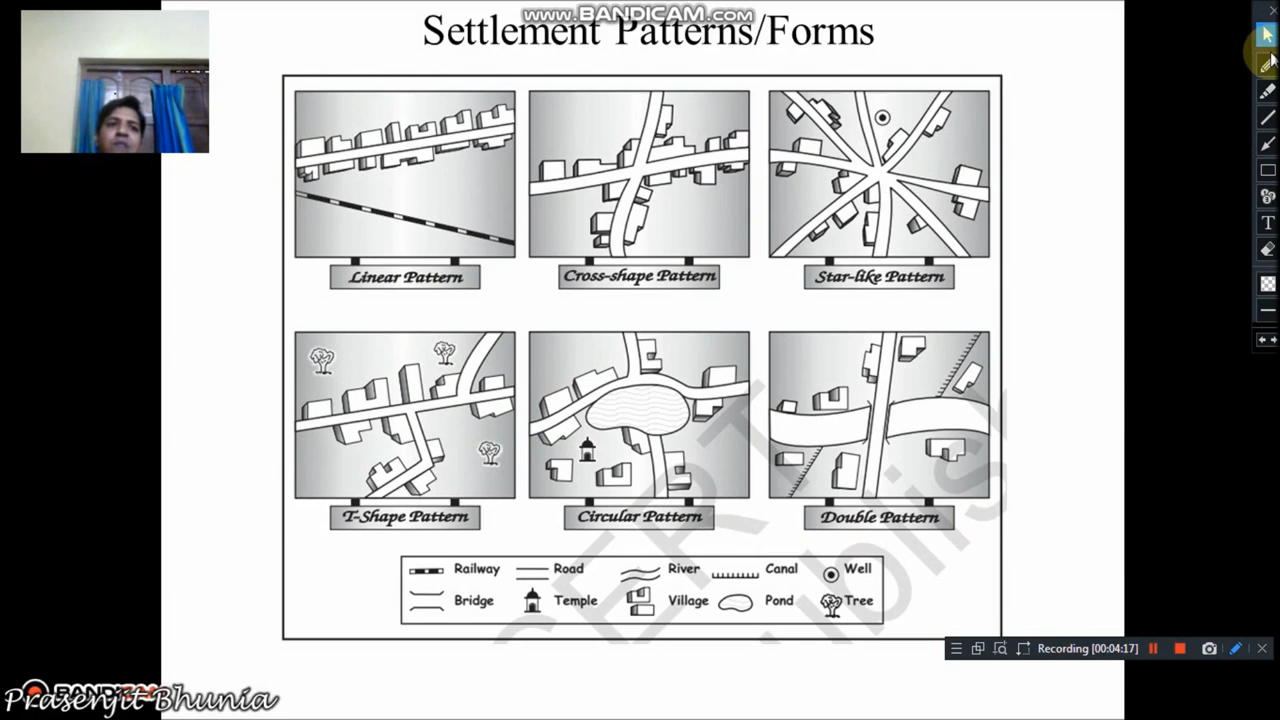 www.BANDICAM.com
Settlement Patterns/Forms
Linear Pattern
Cross-shape Pattern
Star-like Pattern
T-Shape Pattern
Circular Pattern
Double Pattern
Railway
Road
River
Canal
Well
Bridge
Temple
Village
Pond
Tree
Recording [00:04:17]
Prasenjit Bhunia